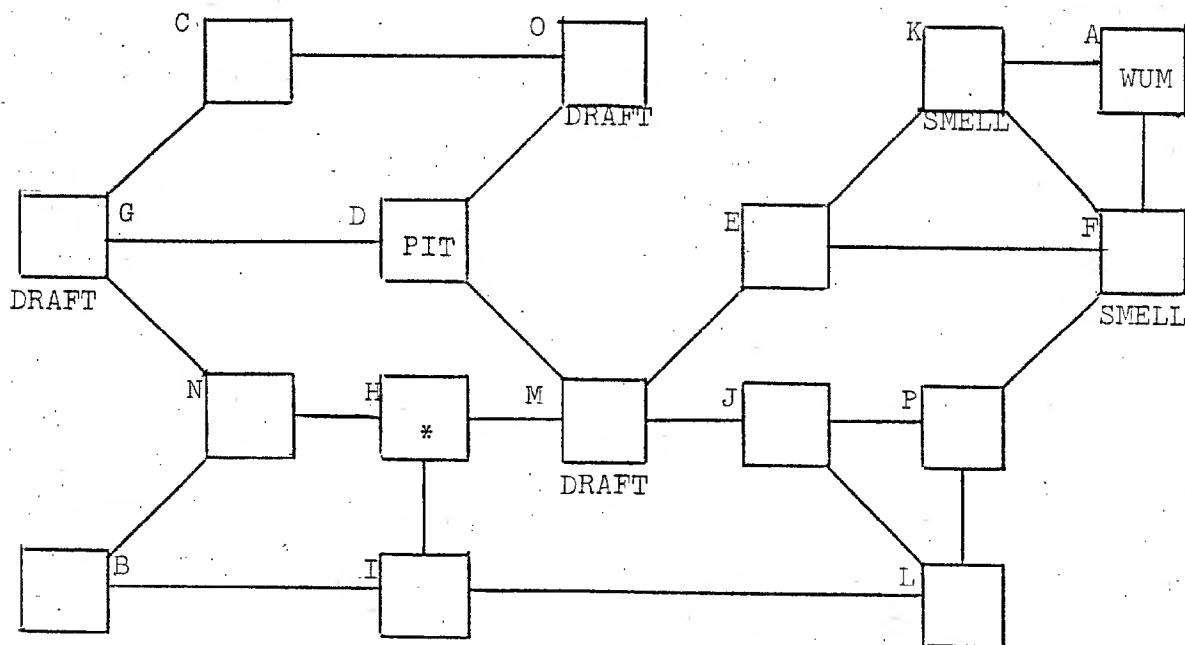 C O K A
WUM
DRAFT SMELL
G D E F
PIT
DRAFT SMELL
N H M J P
*
DRAFT
B I L